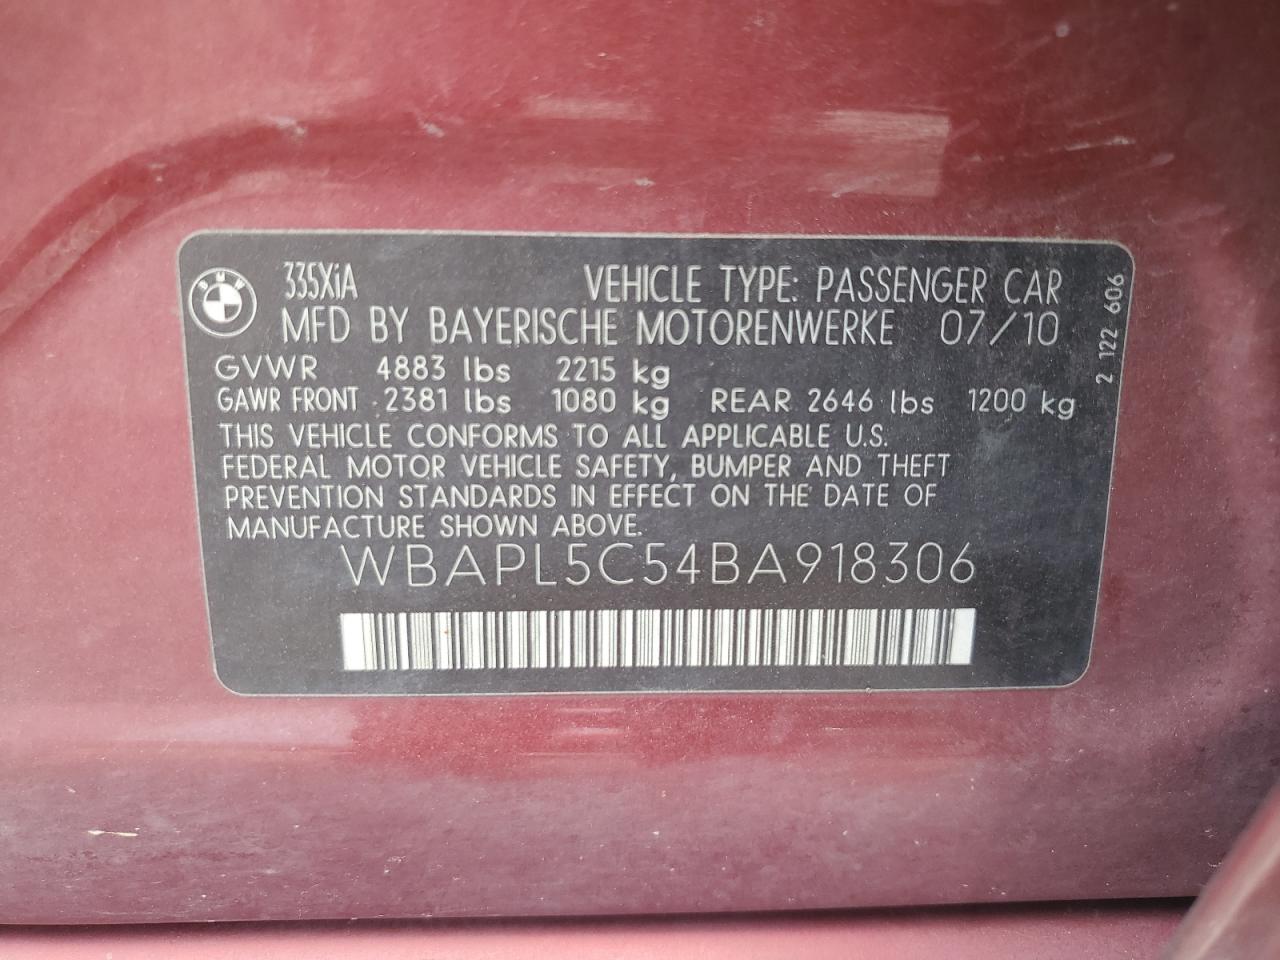 BMW
335XiA VEHICLE TYPE: PASSENGER CAR
MFD BY BAYERISCHE MOTORENWERKE 07/10
GVWR 4883 lbs 2215 kg
GAWR FRONT 2381 lbs 1080 kg REAR 2646 lbs 1200 kg
THIS VEHICLE CONFORMS TO ALL APPLICABLE U.S.
FEDERAL MOTOR VEHICLE SAFETY, BUMPER AND THEFT
PREVENTION STANDARDS IN EFFECT ON THE DATE OF
MANUFACTURE SHOWN ABOVE.
WBAPL5C54BA918306
2 122 606